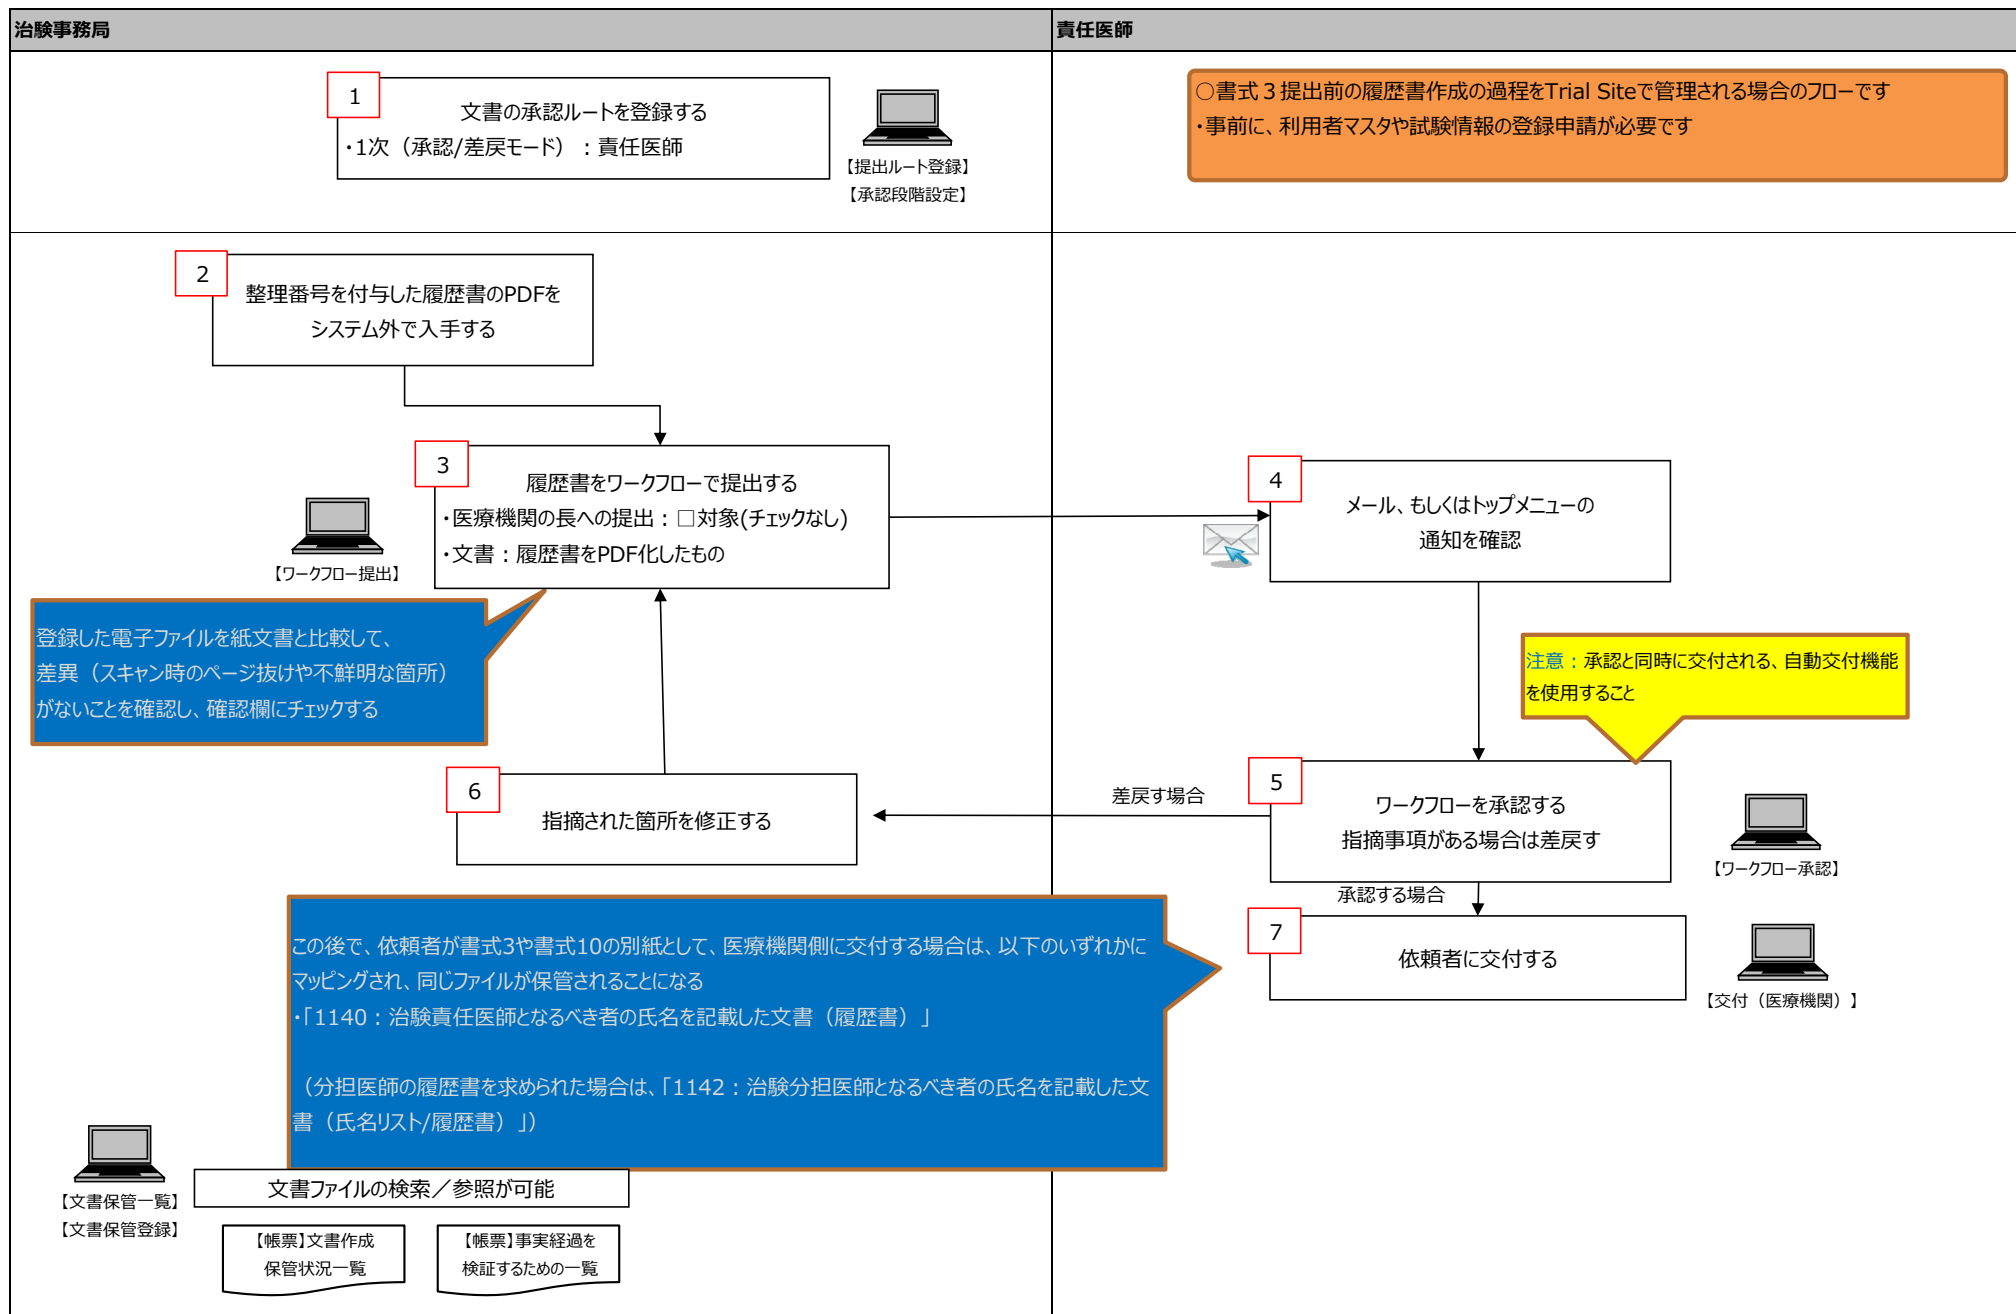 治験事務局
責任医師
1
文書の承認ルートを登録する
・1次（承認/差戻モード）：責任医師
【提出ルート登録】
【承認段階設定】
○書式３提出前の履歴書作成の過程をTrial Siteで管理される場合のフローです
・事前に、利用者マスタや試験情報の登録申請が必要です
2
整理番号を付与した履歴書のPDFを
システム外で入手する
3
履歴書をワークフローで提出する
・医療機関の長への提出：□対象(チェックなし)
・文書：履歴書をPDF化したもの
【ワークフロー提出】
4
メール、もしくはトップメニューの
通知を確認
登録した電子ファイルを紙文書と比較して、
差異（スキャン時のページ抜けや不鮮明な箇所）
がないことを確認し、確認欄にチェックする
注意：承認と同時に交付される、自動交付機能
を使用すること
5
ワークフローを承認する
指摘事項がある場合は差戻す
【ワークフロー承認】
差戻す場合
6
指摘された箇所を修正する
承認する場合
7
依頼者に交付する
【交付（医療機関）】
この後で、依頼者が書式3や書式10の別紙として、医療機関側に交付する場合は、以下のいずれかに
マッピングされ、同じファイルが保管されることになる
・「1140：治験責任医師となるべき者の氏名を記載した文書（履歴書）」
（分担医師の履歴書を求められた場合は、「1142：治験分担医師となるべき者の氏名を記載した文
書（氏名リスト/履歴書）」）
【文書保管一覧】
【文書保管登録】
文書ファイルの検索／参照が可能
【帳票】文書作成
保管状況一覧
【帳票】事実経過を
検証するための一覧